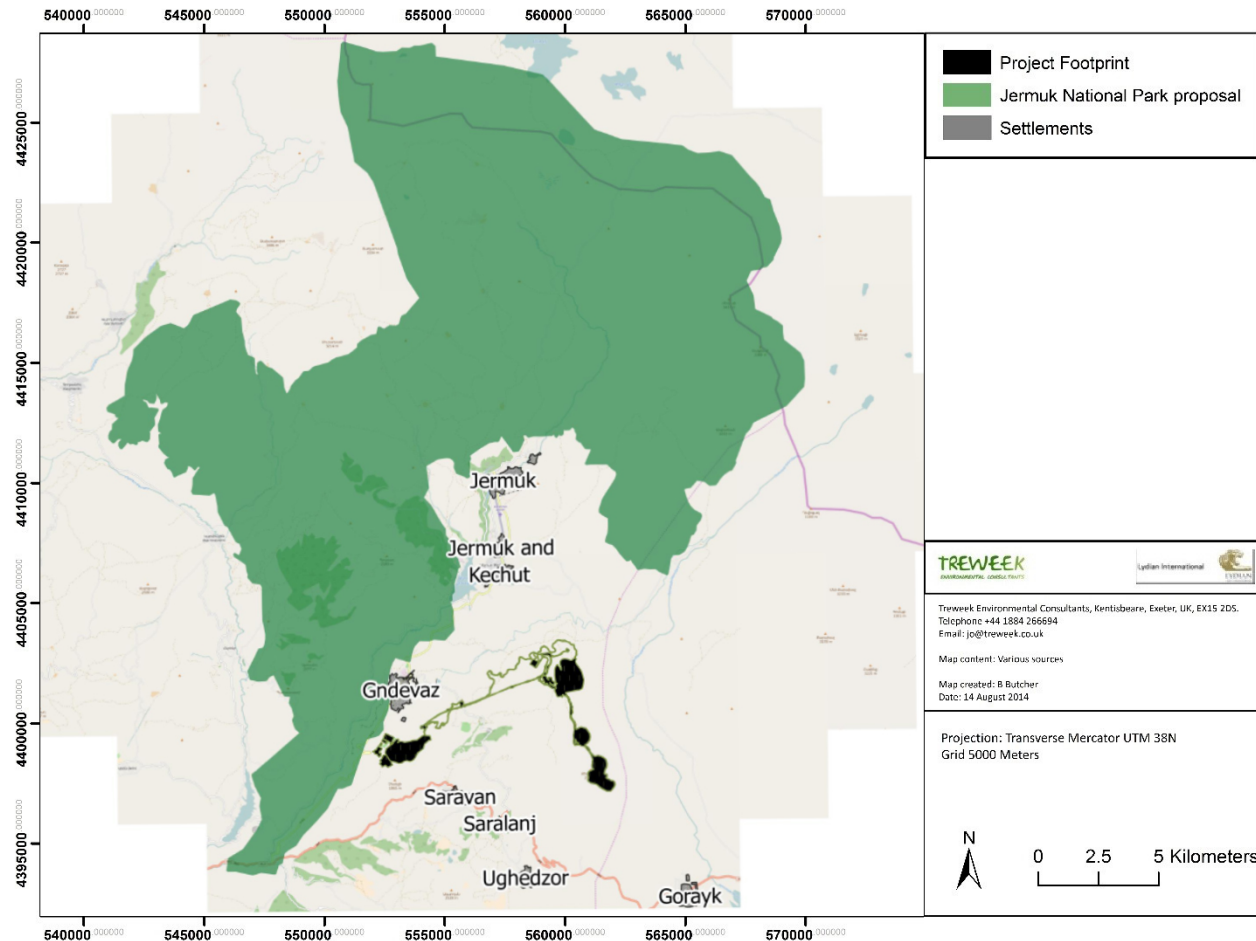 540000.000000 545000.000000 550000.000000 555000.000000 560000.000000 565000.000000 570000.000000
4425000.000000
4420000.000000
4415000.000000
4410000.000000
4405000.000000
4400000.000000
4395000.000000
Jermuk
Jermuk and
Kechut
Gndevaz
Saravan
Saralanj
Ughedzor
Gorayk
540000.000000 545000.000000 550000.000000 555000.000000 560000.000000 565000.000000 570000.000000
Project Footprint
Jermuk National Park proposal
Settlements
TREWEEK
ENVIRONMENTAL CONSULTANTS
Lydian International
LYDIAN
Treweek Environmental Consultants, Kentisbeare, Exeter, UK, EX15 2DS.
Telephone +44 1884 266694
Email: jo@treweek.co.uk
Map content: Various sources
Map created: B Butcher
Date: 14 August 2014
Projection: Transverse Mercator UTM 38N
Grid 5000 Meters
N
0 2.5 5 Kilometers